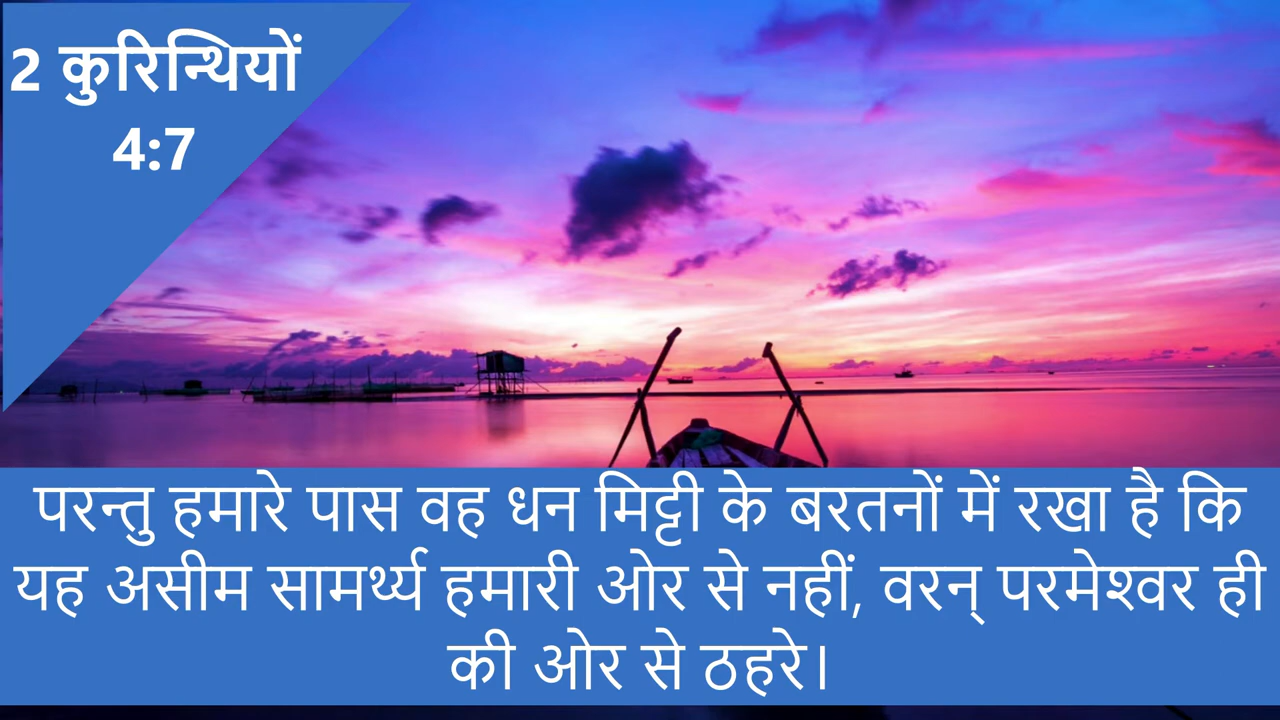 2 कुरिन्थियों
4:7
परन्तु हमारे पास वह धन मिट्टी के बरतनों में रखा है कि
यह असीम सामर्थ्य हमारी ओर से नहीं, वरन् परमेश्वर ही
की ओर से ठहरे।